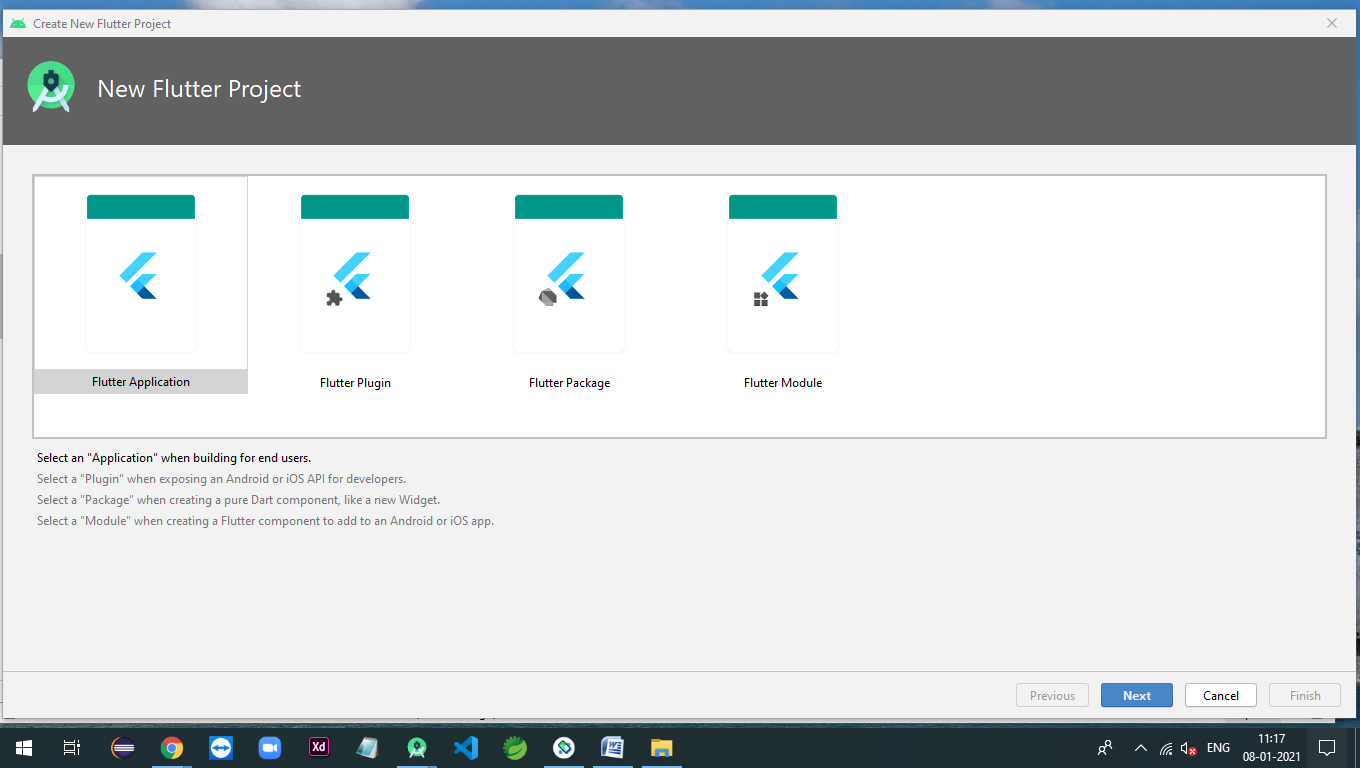 Create New Flutter Project
New Flutter Project
Flutter Application
Flutter Plugin
Flutter Package
Flutter Module
Select an "Application" when building for end users.
Select a "Plugin" when exposing an Android or iOS API for developers.
Select a "Package" when creating a pure Dart component, like a new Widget.
Select a "Module" when creating a Flutter component to add to an Android or iOS app.
Previous
Next
Cancel
Finish
Xd
W
ENG
11:17
08-01-2021